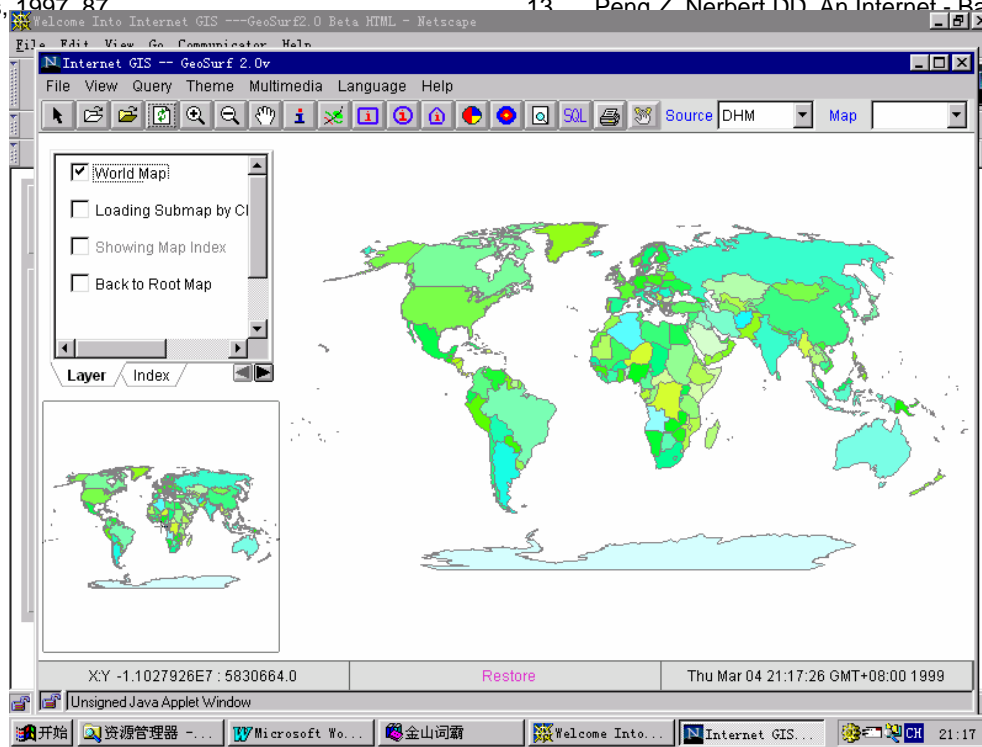 , 1997, 87
13 Peng Z, Nerbert DD. An Internet - Ba
Welcome Into Internet GIS ---GeoSurf2.0 Beta HTML - Netscape
File Edit View Go Communicator Help
Internet GIS -- GeoSurf 2.0v
File View Query Theme Multimedia Language Help
SQL Source DHM Map
World Map
Loading Submap by Cl
Showing Map Index
Back to Root Map
Layer Index
X:Y -1.1027926E7 : 5830664.0 Restore Thu Mar 04 21:17:26 GMT+08:00 1999
Unsigned Java Applet Window
开始 资源管理器 -... Microsoft Wo... 金山词霸 Welcome Into... Internet GIS... CH 21:17